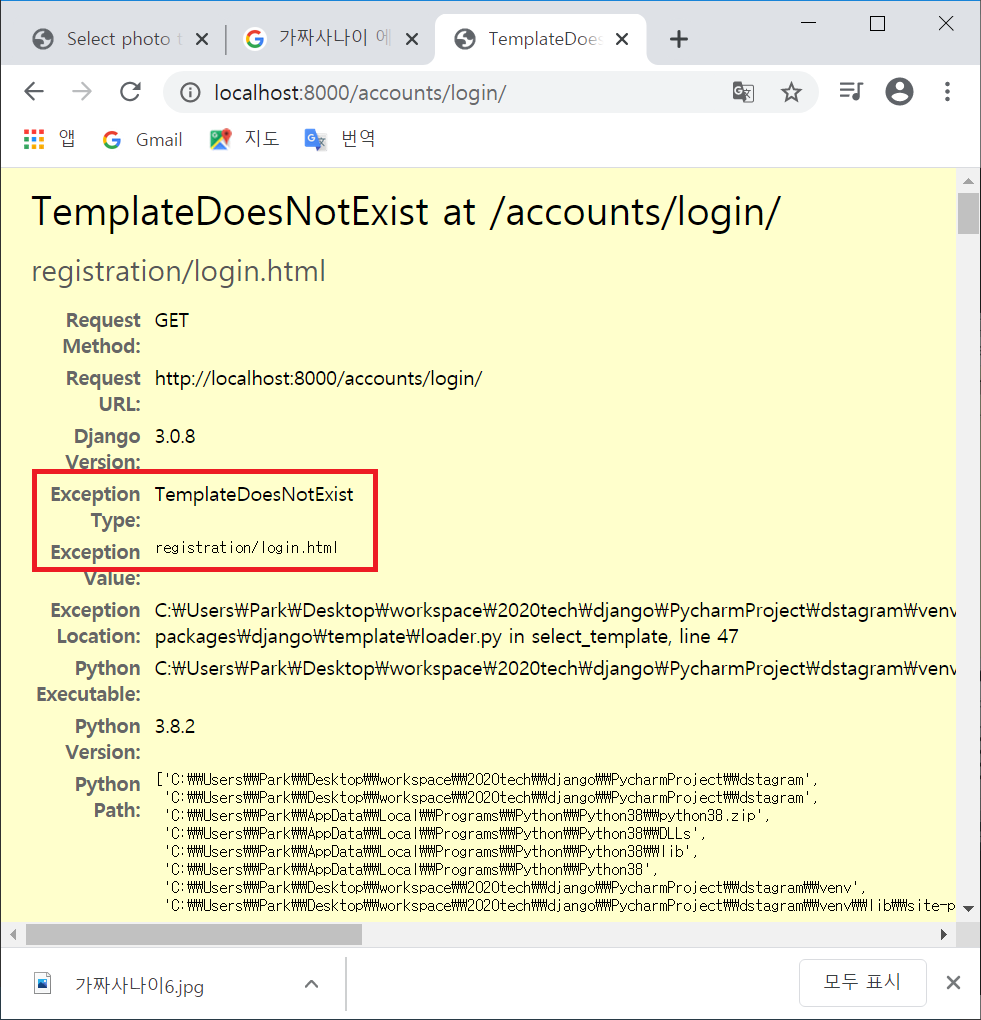 Select photo t
가짜사나이 에
TemplateDoes
localhost:8000/accounts/login/
앱 Gmail 지도 번역
TemplateDoesNotExist at /accounts/login/
registration/login.html
Request Method: GET
Request URL: http://localhost:8000/accounts/login/
Django Version: 3.0.8
Exception Type: TemplateDoesNotExist
Exception Value: registration/login.html
Exception Location: C:₩Users₩Park₩Desktop₩workspace₩2020tech₩django₩PycharmProject₩dstagram₩venv
packages₩django₩template₩loader.py in select_template, line 47
Python Executable: C:₩Users₩Park₩Desktop₩workspace₩2020tech₩django₩PycharmProject₩dstagram₩venv
Python Version: 3.8.2
Python Path: ['C:₩₩Users₩₩Park₩₩Desktop₩₩workspace₩₩2020tech₩₩django₩₩PycharmProject₩₩dstagram',
'C:₩₩Users₩₩Park₩₩Desktop₩₩workspace₩₩2020tech₩₩django₩₩PycharmProject₩₩dstagram',
'C:₩₩Users₩₩Park₩₩AppData₩₩Local₩₩Programs₩₩Python₩₩Python38₩₩python38.zip',
'C:₩₩Users₩₩Park₩₩AppData₩₩Local₩₩Programs₩₩Python₩₩Python38₩₩DLLs',
'C:₩₩Users₩₩Park₩₩AppData₩₩Local₩₩Programs₩₩Python₩₩Python38₩₩lib',
'C:₩₩Users₩₩Park₩₩AppData₩₩Local₩₩Programs₩₩Python₩₩Python38',
'C:₩₩Users₩₩Park₩₩Desktop₩₩workspace₩₩2020tech₩₩django₩₩PycharmProject₩₩dstagram₩₩venv',
'C:₩₩Users₩₩Park₩₩Desktop₩₩workspace₩₩2020tech₩₩django₩₩PycharmProject₩₩dstagram₩₩venv₩₩lib₩₩site-p
가짜사나이6.jpg
모두 표시